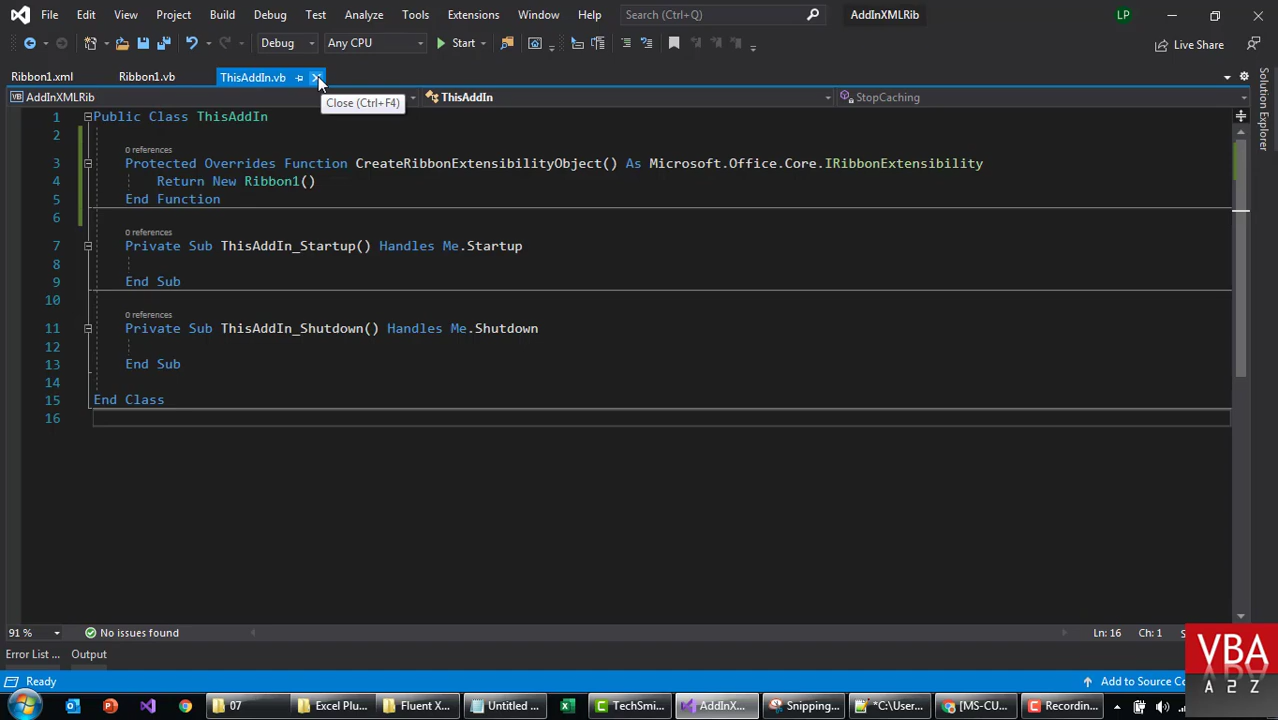 File Edit View Project Build Debug Test Analyze Tools Extensions Window Help Search (Ctrl+Q) AddInXMLRib LP
Debug Any CPU Start Live Share
Ribbon1.xml Ribbon1.vb ThisAddIn.vb
Close (Ctrl+F4)
VB AddInXMLRib ThisAddIn StopCaching
Solution Explorer
1 Public Class ThisAddIn
2
0 references
3 Protected Overrides Function CreateRibbonExtensibilityObject() As Microsoft.Office.Core.IRibbonExtensibility
4 Return New Ribbon1()
5 End Function
6
0 references
7 Private Sub ThisAddIn_Startup() Handles Me.Startup
8
9 End Sub
10
0 references
11 Private Sub ThisAddIn_Shutdown() Handles Me.Shutdown
12
13 End Sub
14
15 End Class
16
91 % No issues found Ln: 16 Ch: 1
Error List ... Output
Ready Add to Source
07 Excel Plu... Fluent X... Untitled ... TechSmi... AddInX... Snipping... *C:\User... [MS-CU... Recording...
VBA
A 2 Z